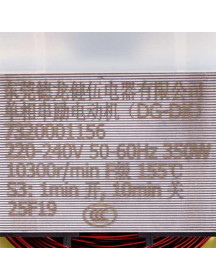 东莞德龙健伍电器有限公司
单相串励电动机 (DG-DK)
7320001156
220-240V 50-60Hz 350W
10300r/min F级 155℃
S3: 1min 开, 10min 关
25F19